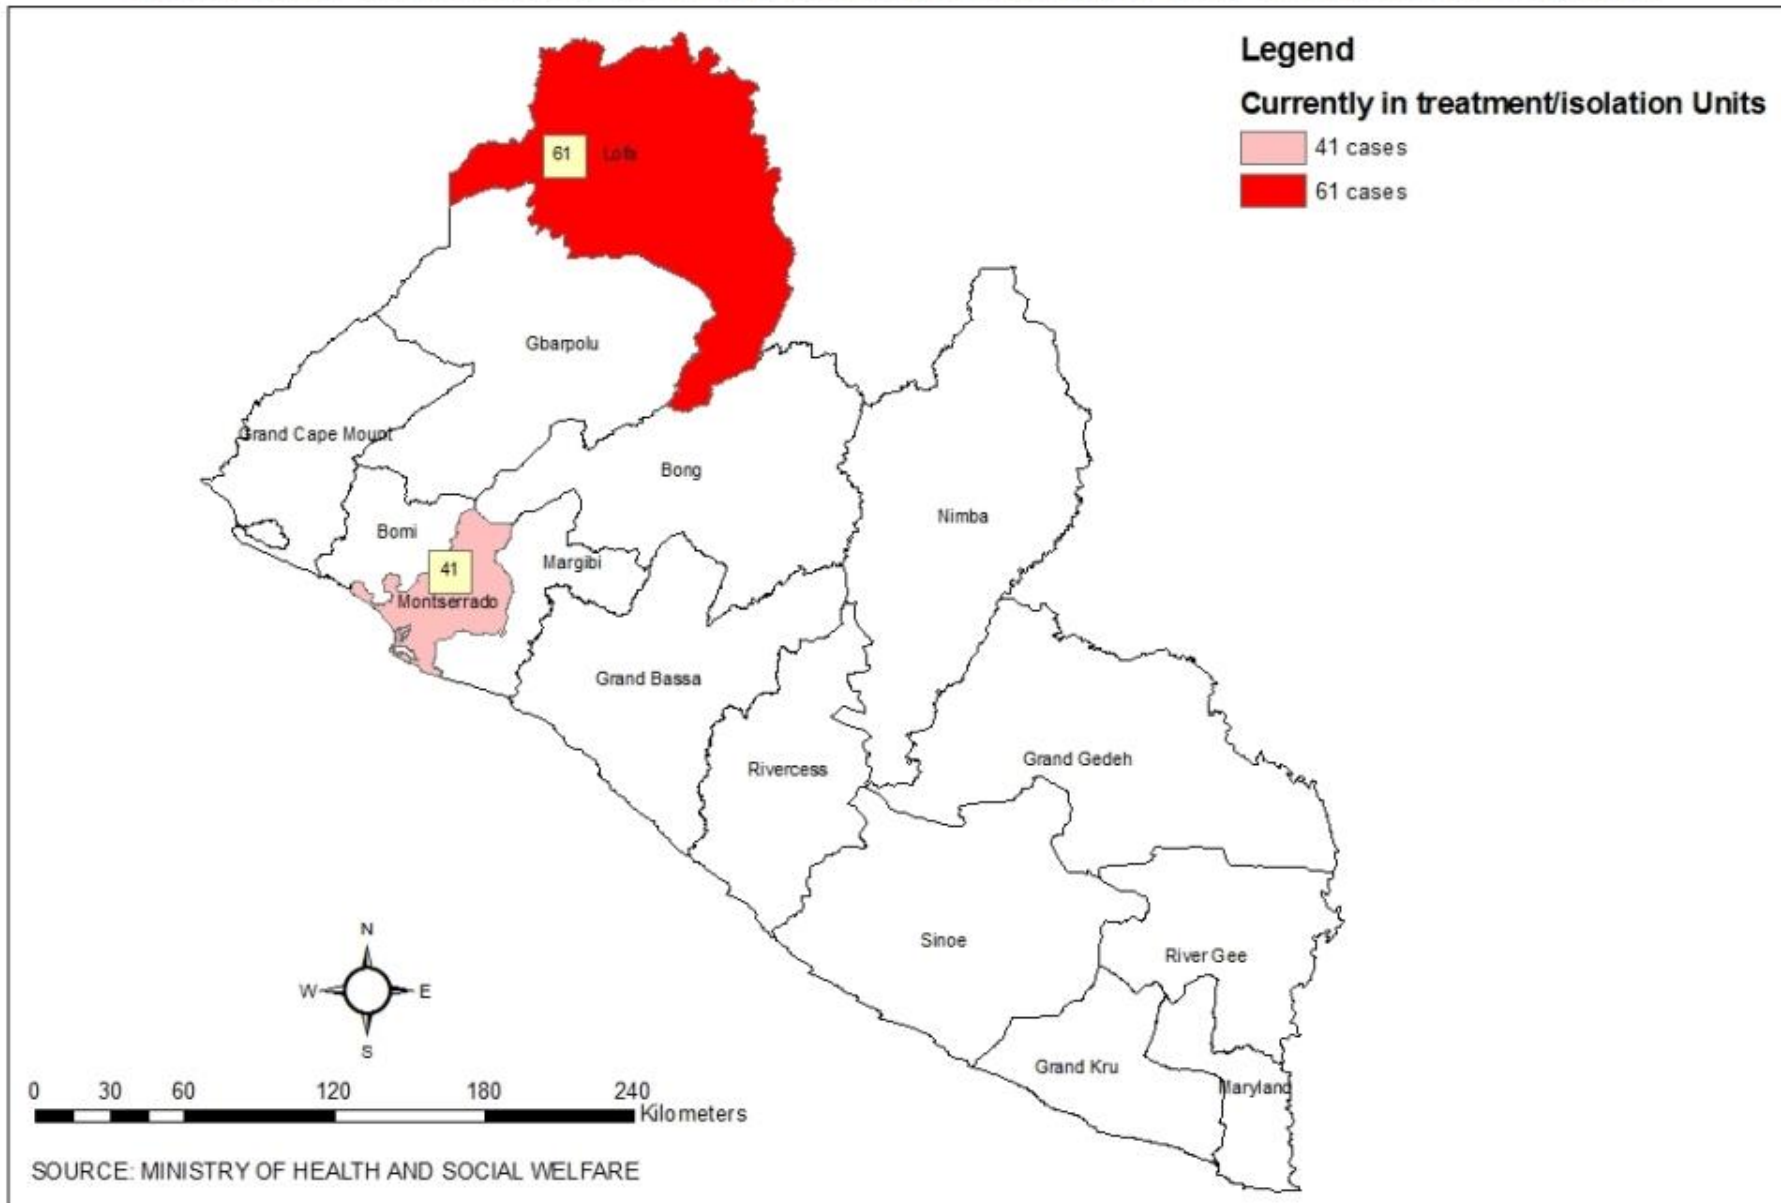 Legend
Currently in treatment/isolation Units
41 cases
61 cases
61
Lofa
Gbarpolu
Grand Cape Mount
Bong
Nimba
Bomi
41
Margibi
Montserrado
Grand Bassa
Rivercess
Grand Gedeh
Sinoe
River Gee
Grand Kru
Maryland
N
W
E
S
0 30 60 120 180 240
Kilometers
SOURCE: MINISTRY OF HEALTH AND SOCIAL WELFARE